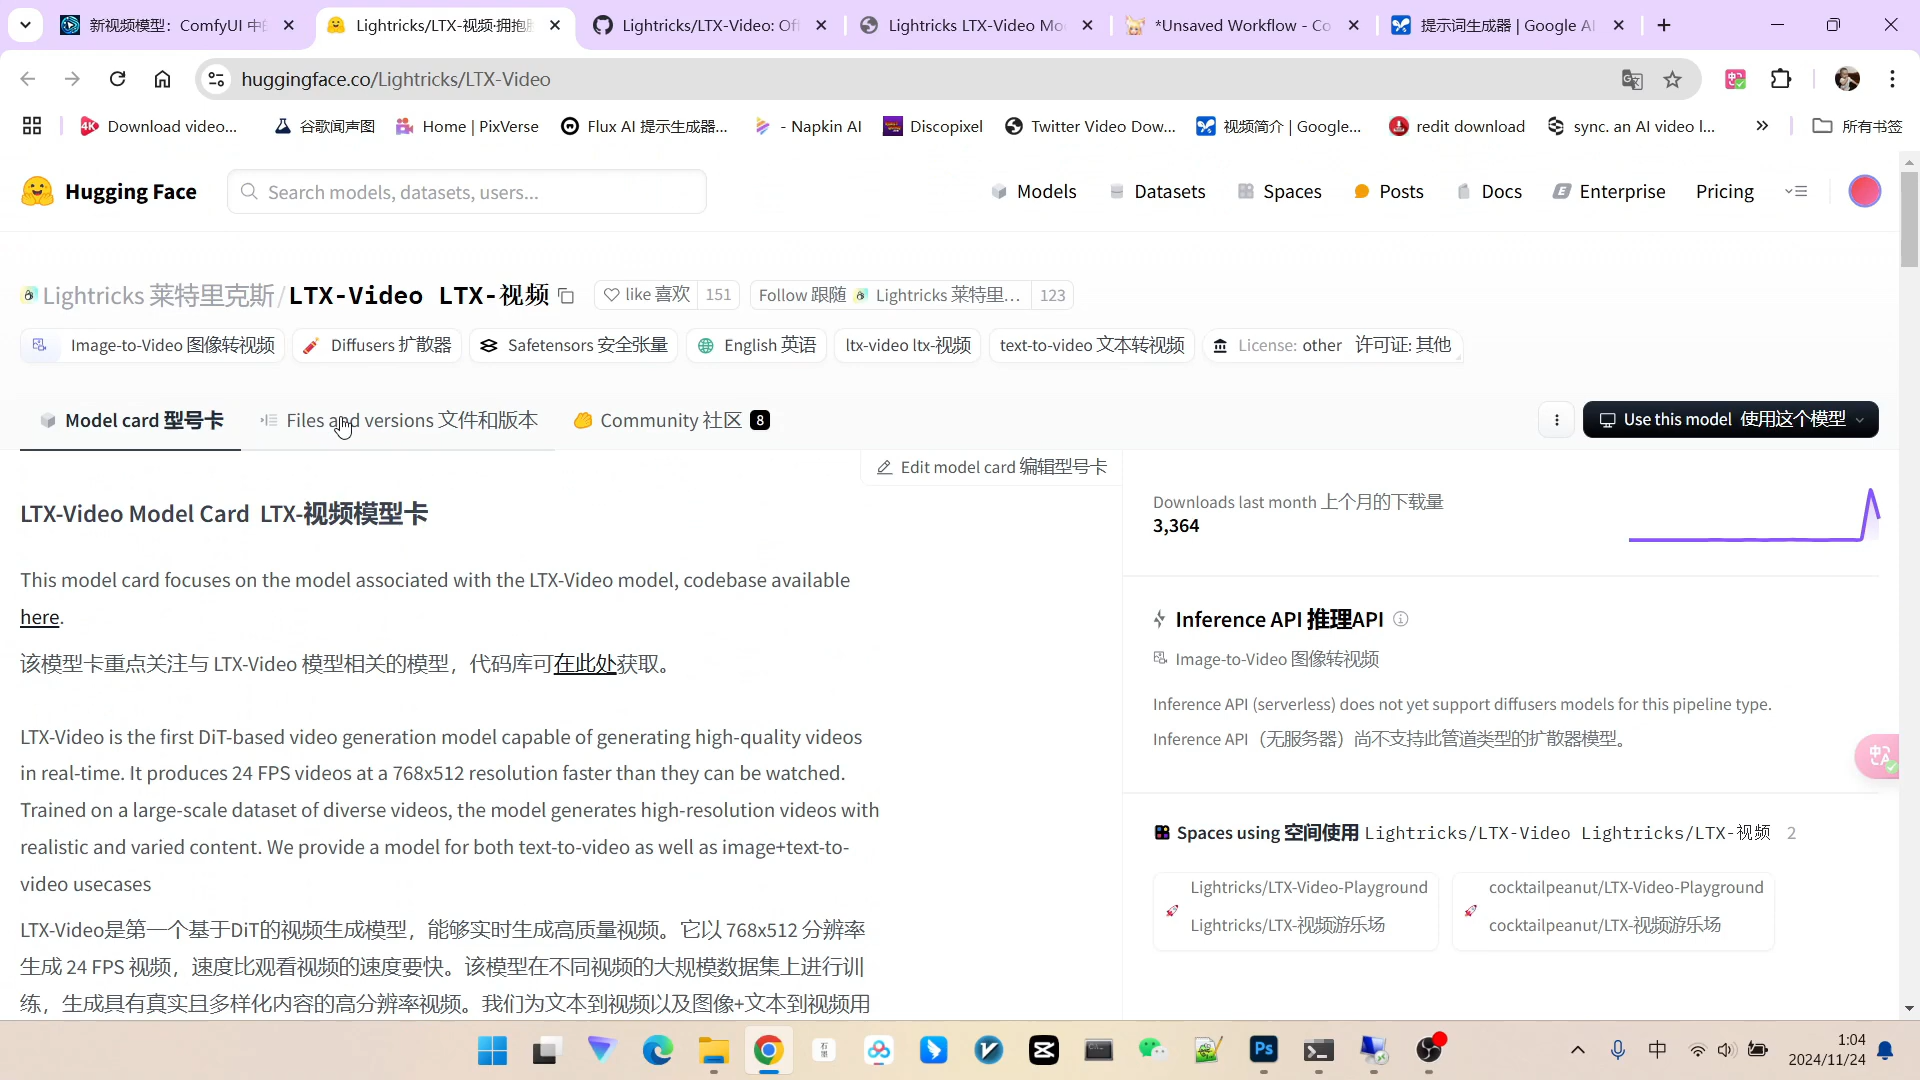 新视频模型：ComfyUI 中
Lightricks/LTX-视频·拥抱
Lightricks/LTX-Video: Of
Lightricks LTX-Video Mo
*Unsaved Workflow - Co
提示词生成器 | Google A
huggingface.co/Lightricks/LTX-Video
Download video...
谷歌闻声图
Home | PixVerse
Flux AI 提示生成器...
- Napkin AI
Discopixel
Twitter Video Dow...
视频简介 | Google...
redit download
sync. an AI video l...
所有书签
Hugging Face
Search models, datasets, users...
Models
Datasets
Spaces
Posts
Docs
Enterprise
Pricing
Lightricks 莱特里克斯/LTX-Video LTX-视频
like 喜欢 151
Follow 跟随 Lightricks 莱特里... 123
Image-to-Video 图像转视频
Diffusers 扩散器
Safetensors 安全张量
English 英语
ltx-video ltx-视频
text-to-video 文本转视频
License: other 许可证: 其他
Model card 型号卡
Files and versions 文件和版本
Community 社区 8
Use this model 使用这个模型
Edit model card 编辑型号卡
LTX-Video Model Card LTX-视频模型卡
This model card focuses on the model associated with the LTX-Video model, codebase available
here.
该模型卡重点关注与 LTX-Video 模型相关的模型，代码库可在此处获取。
LTX-Video is the first DiT-based video generation model capable of generating high-quality videos
in real-time. It produces 24 FPS videos at a 768x512 resolution faster than they can be watched.
Trained on a large-scale dataset of diverse videos, the model generates high-resolution videos with
realistic and varied content. We provide a model for both text-to-video as well as image+text-to-
video usecases
LTX-Video是第一个基于DiT的视频生成模型，能够实时生成高质量视频。它以 768x512 分辨率
生成 24 FPS 视频，速度比观看视频的速度要快。该模型在不同视频的大规模数据集上进行训
练，生成具有真实且多样化内容的高分辨率视频。我们为文本到视频以及图像+文本到视频用
Downloads last month 上个月的下载量
3,364
Inference API 推理API
Image-to-Video 图像转视频
Inference API (serverless) does not yet support diffusers models for this pipeline type.
Inference API（无服务器）尚不支持此管道类型的扩散器模型。
Spaces using 空间使用 Lightricks/LTX-Video Lightricks/LTX-视频 2
Lightricks/LTX-Video-Playground
Lightricks/LTX-视频游乐场
cocktailpeanut/LTX-Video-Playground
cocktailpeanut/LTX-视频游乐场
中
1:04
2024/11/24